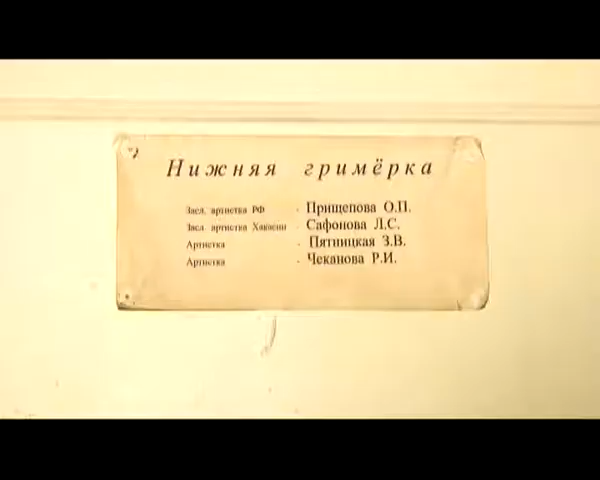 Нижняя гримёрка
Засл. артистка РФ - Прищепова О.П.
Засл. артистка Хакасии - Сафонова Л.С.
Артистка - Пятницкая З.В.
Артистка - Чеканова Р.И.